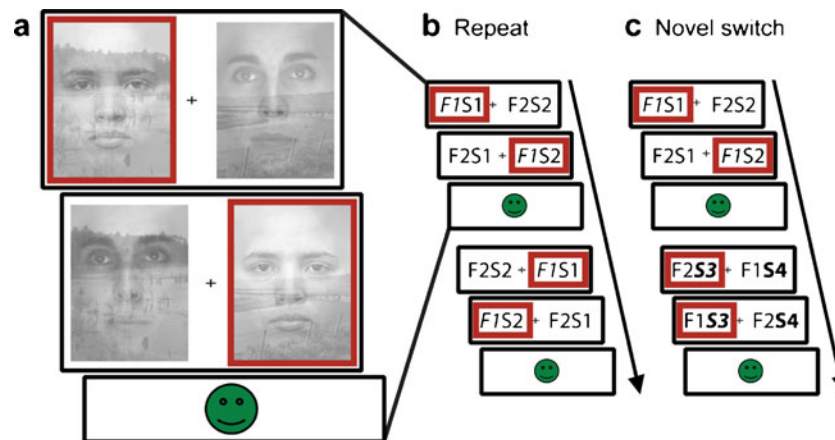 a
+
+
b Repeat
F1S1 + F2S2
F2S1 + F1S2
F2S2 + F1S1
F1S2 + F2S1
c Novel switch
F1S1 + F2S2
F2S1 + F1S2
F2S3 + F1S4
F1S3 + F2S4